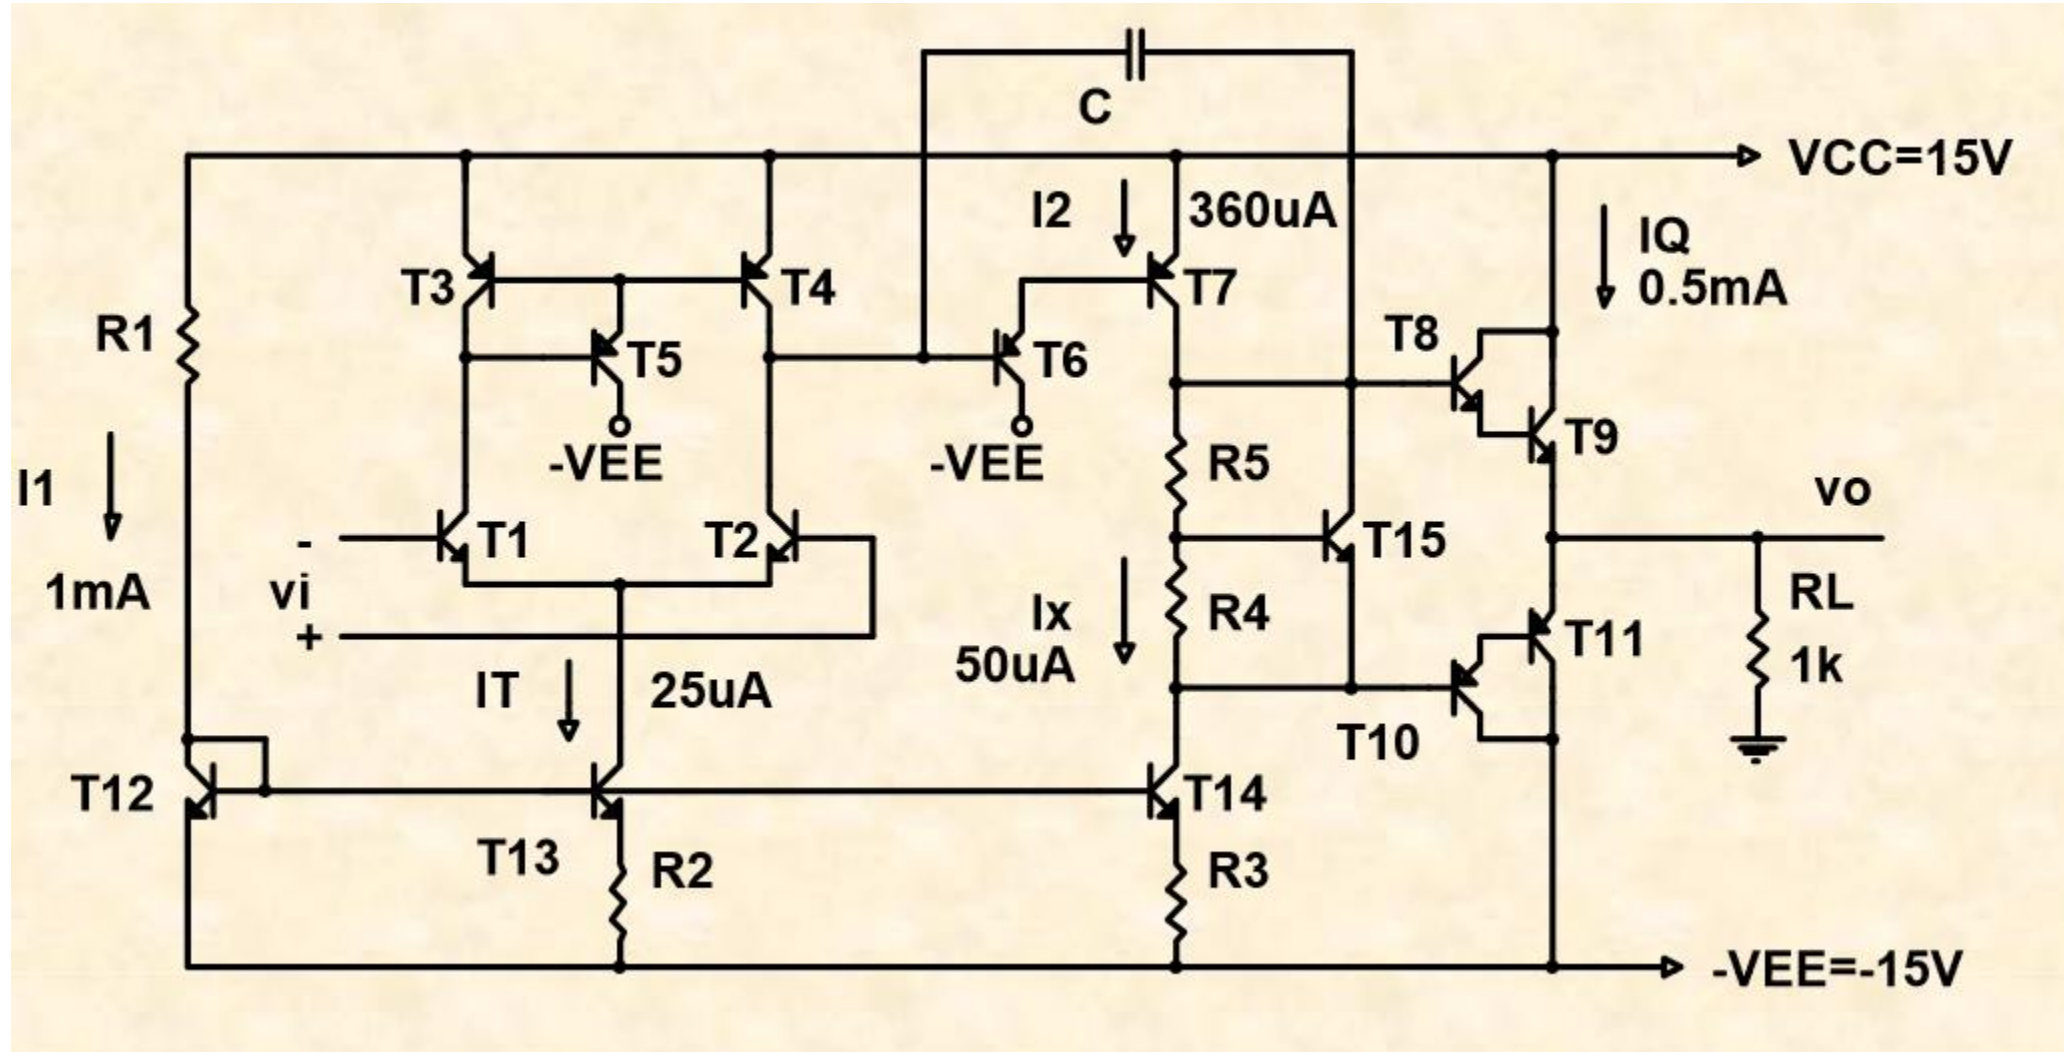 C
VCC=15V
I2
360uA
IQ
0.5mA
T3
T4
T7
R1
T5
T6
T8
-VEE
-VEE
R5
T9
I1
vo
-
T1
T2
T15
1mA
vi
+
Ix
50uA
R4
T11
RL
1k
IT
25uA
T10
T12
T13
T14
R2
R3
-VEE=-15V